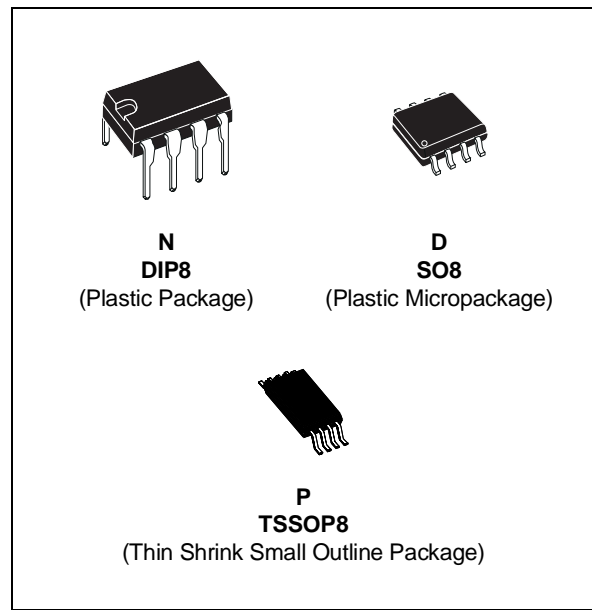 N
DIP8
(Plastic Package)
D
SO8
(Plastic Micropackage)
P
TSSOP8
(Thin Shrink Small Outline Package)